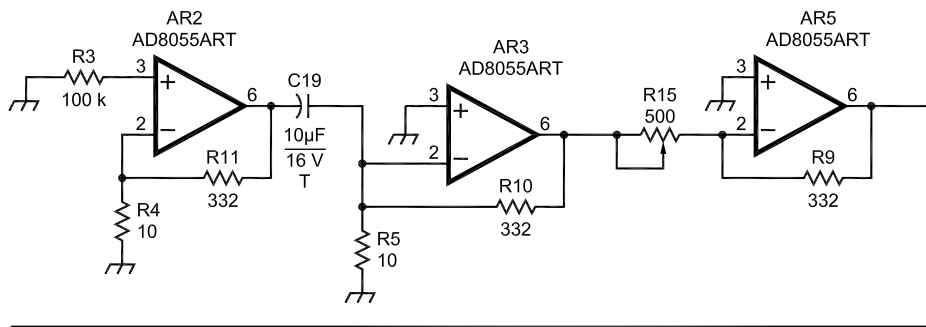 AR2
AD8055ART
R3
100 k
3
+
2
−
6
R11
332
R4
10
C19
10µF
16 V
T
AR3
AD8055ART
3
+
2
−
6
R10
332
R5
10
R15
500
AR5
AD8055ART
3
+
2
−
6
R9
332